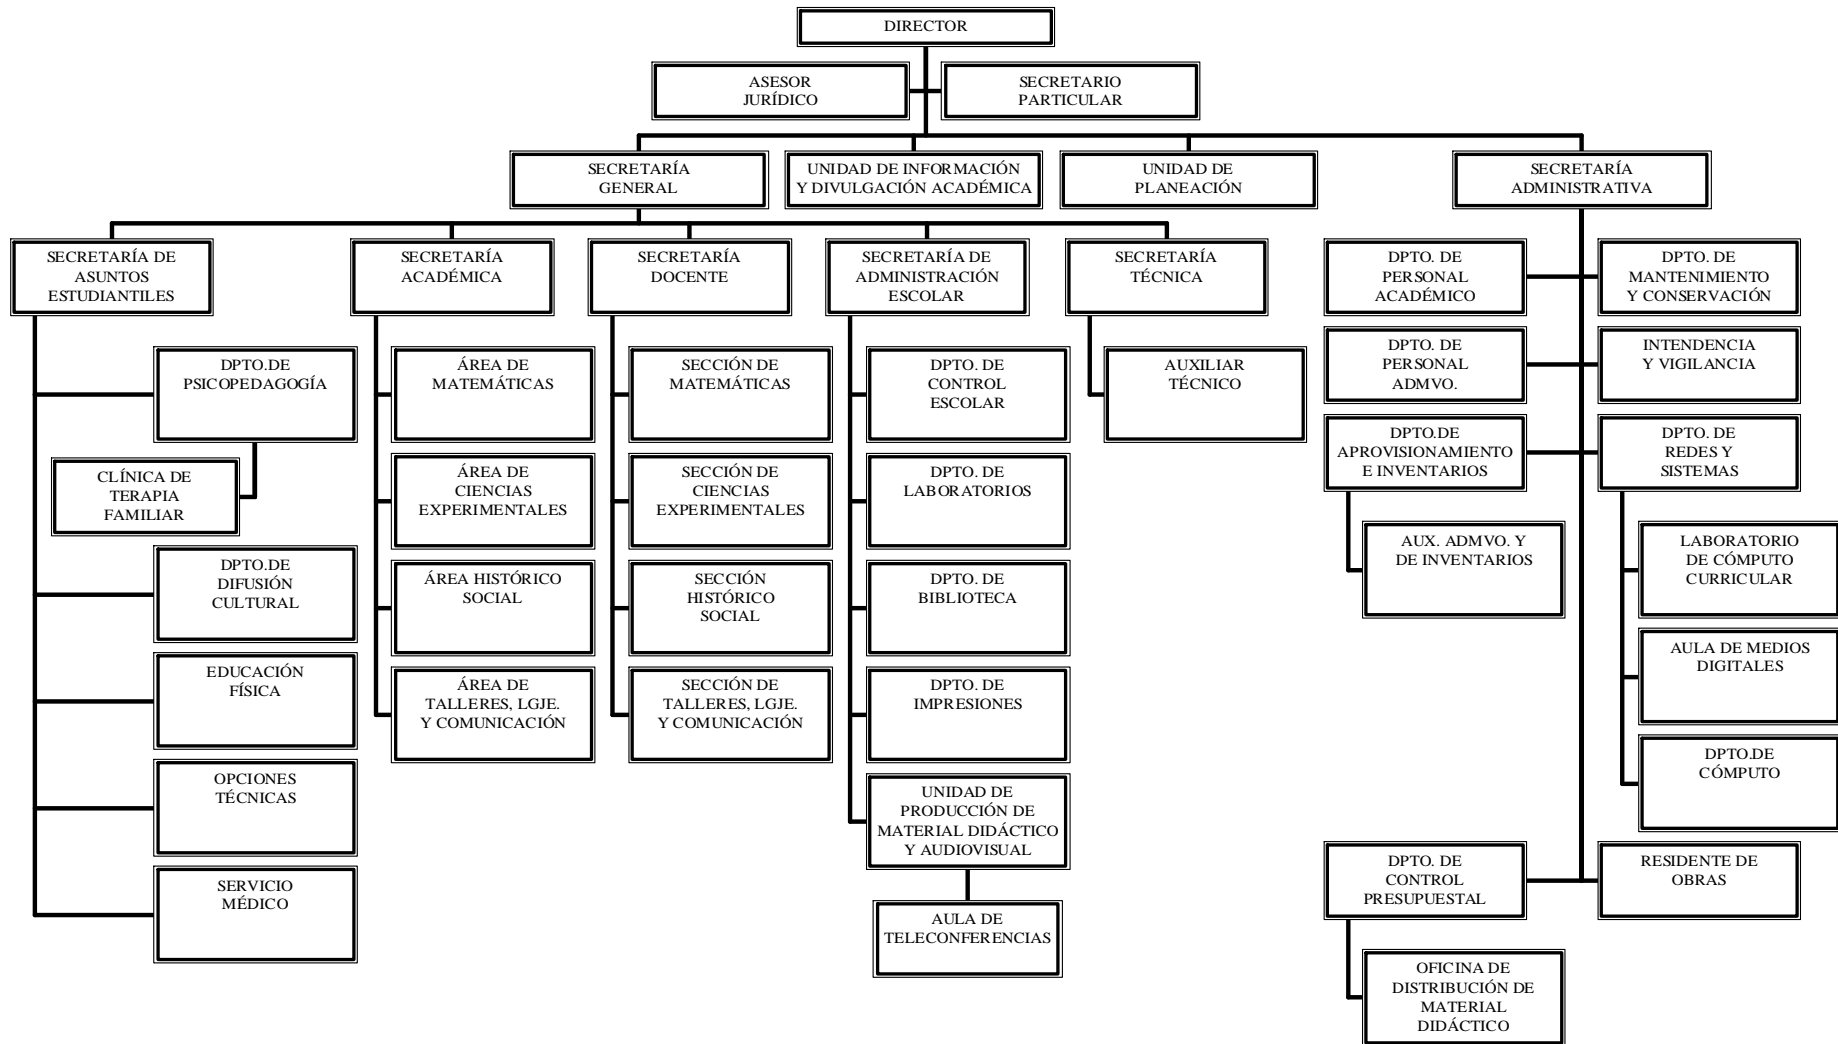 DIRECTOR
ASESOR
JURÍDICO
SECRETARIO
PARTICULAR
SECRETARÍA
GENERAL
UNIDAD DE INFORMACIÓN
Y DIVULGACIÓN ACADÉMICA
UNIDAD DE
PLANEACIÓN
SECRETARÍA
ADMINISTRATIVA
SECRETARÍA DE
ASUNTOS
ESTUDIANTILES
SECRETARÍA
ACADÉMICA
SECRETARÍA
DOCENTE
SECRETARÍA DE
ADMINISTRACIÓN
ESCOLAR
SECRETARÍA
TÉCNICA
DPTO. DE
PERSONAL
ACADÉMICO
DPTO. DE
MANTENIMIENTO
Y CONSERVACIÓN
DPTO.DE
PSICOPEDAGOGÍA
ÁREA DE
MATEMÁTICAS
SECCIÓN DE
MATEMÁTICAS
DPTO. DE
CONTROL
ESCOLAR
AUXILIAR
TÉCNICO
DPTO. DE
PERSONAL
ADMVO.
INTENDENCIA
Y VIGILANCIA
CLÍNICA DE
TERAPIA
FAMILIAR
ÁREA DE
CIENCIAS
EXPERIMENTALES
SECCIÓN DE
CIENCIAS
EXPERIMENTALES
DPTO. DE
LABORATORIOS
DPTO.DE
APROVISIONAMIENTO
E INVENTARIOS
DPTO. DE
REDES Y
SISTEMAS
DPTO.DE
DIFUSIÓN
CULTURAL
ÁREA HISTÓRICO
SOCIAL
SECCIÓN
HISTÓRICO
SOCIAL
DPTO. DE
BIBLIOTECA
AUX. ADMVO. Y
DE INVENTARIOS
LABORATORIO
DE CÓMPUTO
CURRICULAR
EDUCACIÓN
FÍSICA
ÁREA DE
TALLERES, LGJE.
Y COMUNICACIÓN
SECCIÓN DE
TALLERES, LGJE.
Y COMUNICACIÓN
DPTO. DE
IMPRESIONES
AULA DE MEDIOS
DIGITALES
OPCIONES
TÉCNICAS
UNIDAD DE
PRODUCCIÓN DE
MATERIAL DIDÁCTICO
Y AUDIOVISUAL
DPTO.DE
CÓMPUTO
SERVICIO
MÉDICO
AULA DE
TELECONFERENCIAS
DPTO. DE
CONTROL
PRESUPUESTAL
RESIDENTE DE
OBRAS
OFICINA DE
DISTRIBUCIÓN DE
MATERIAL
DIDÁCTICO